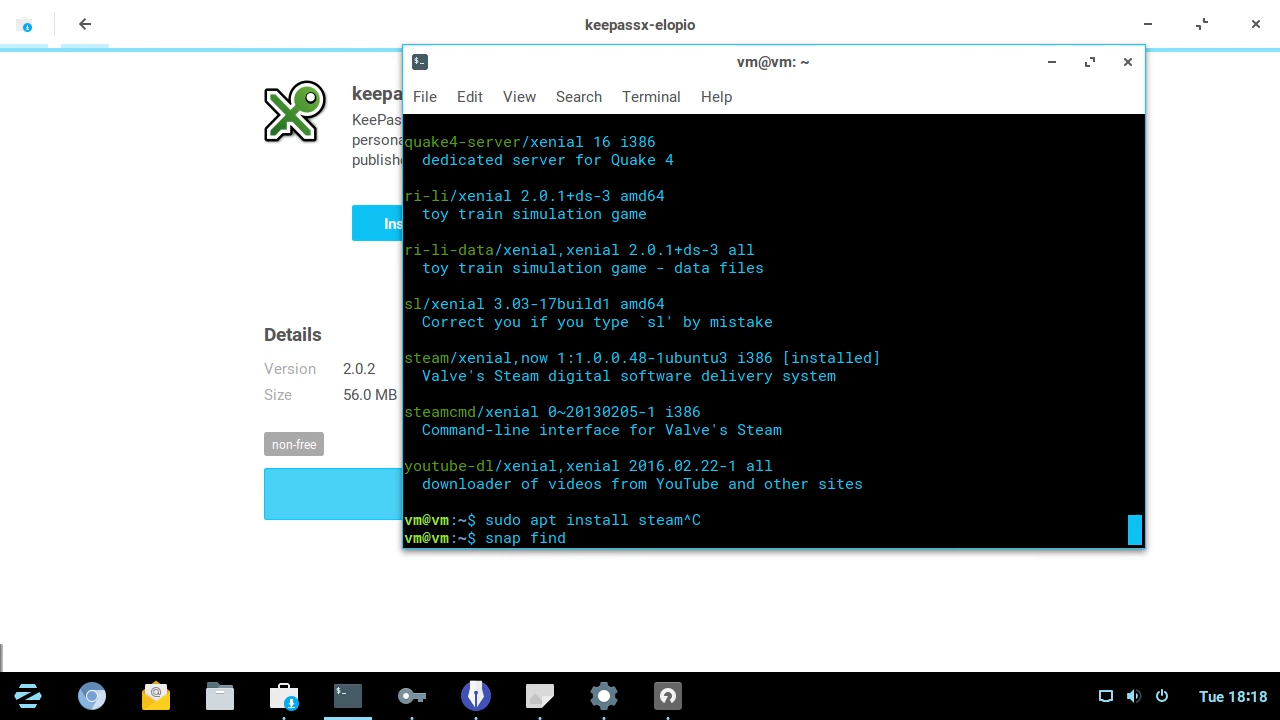 keepassx-elopio
keepa
KeePas
persona
publishe
Ins
Details
Version 2.0.2
Size 56.0 MB
non-free
vm@vm: ~
File Edit View Search Terminal Help
quake4-server/xenial 16 i386
dedicated server for Quake 4
ri-li/xenial 2.0.1+ds-3 amd64
toy train simulation game
ri-li-data/xenial,xenial 2.0.1+ds-3 all
toy train simulation game - data files
sl/xenial 3.03-17build1 amd64
Correct you if you type `sl' by mistake
steam/xenial,now 1:1.0.0.48-1ubuntu3 i386 [installed]
Valve's Steam digital software delivery system
steamcmd/xenial 0~20130205-1 i386
Command-line interface for Valve's Steam
youtube-dl/xenial,xenial 2016.02.22-1 all
downloader of videos from YouTube and other sites
vm@vm:~$ sudo apt install steam^C
vm@vm:~$ snap find
Tue 18:18